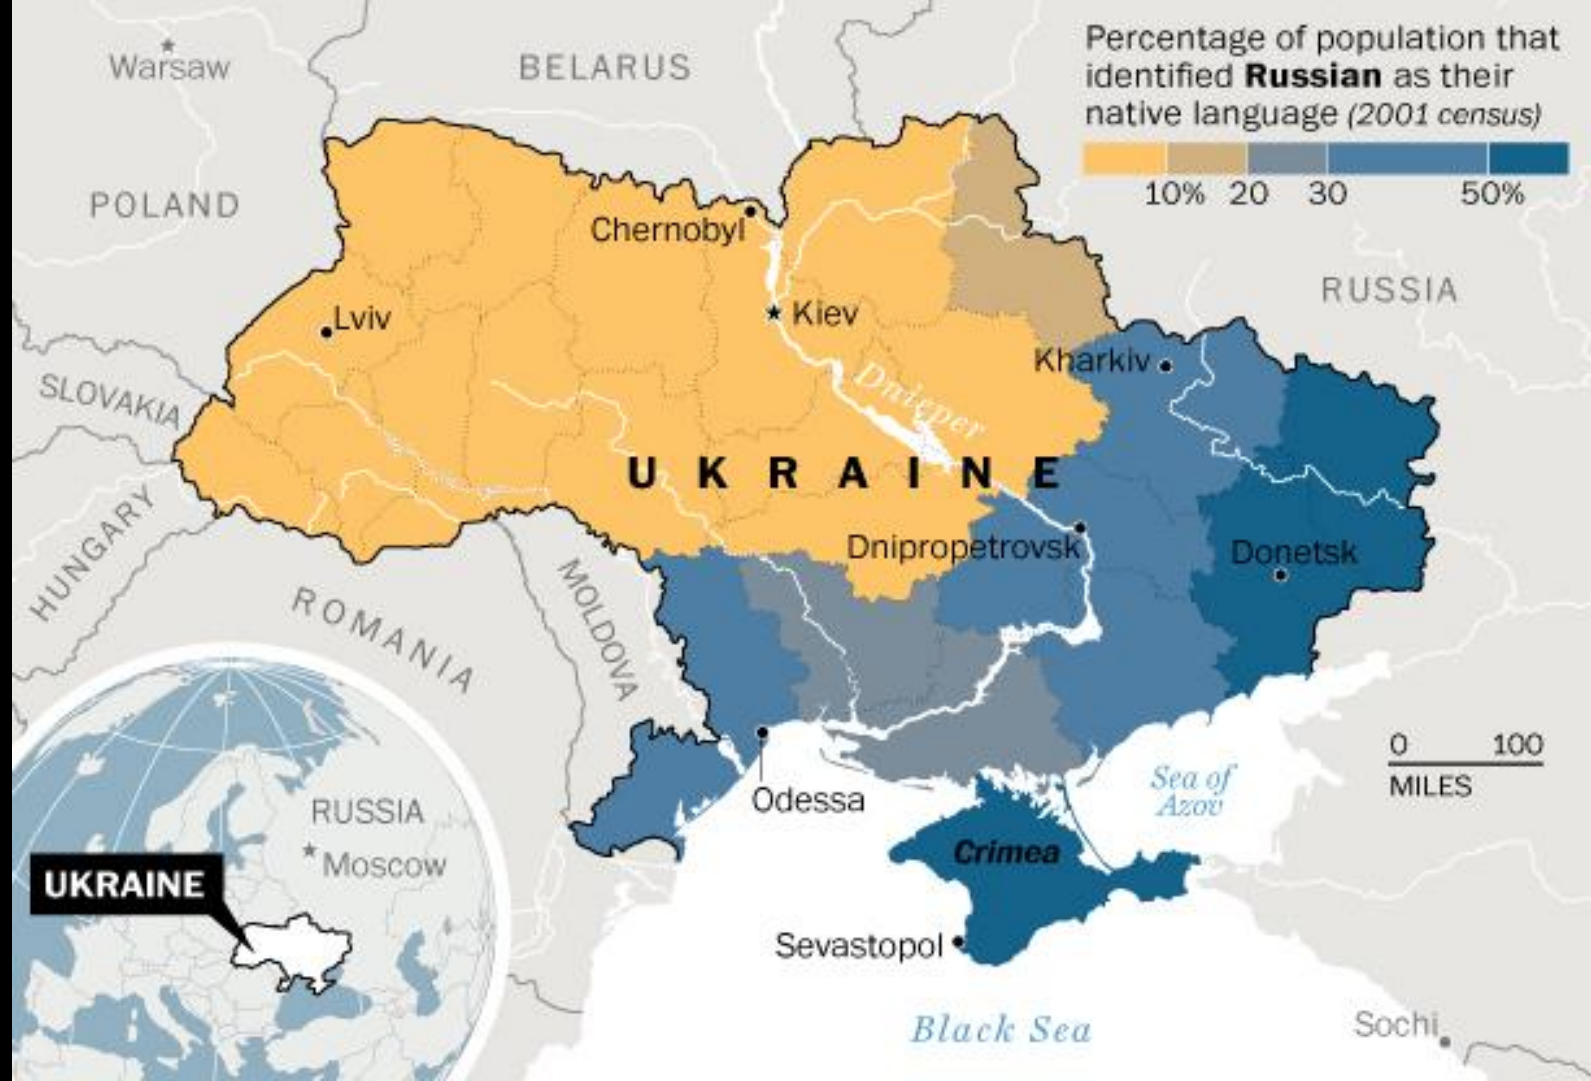 Percentage of population that
identified Russian as their
native language (2001 census)
10% 20 30 50%
Warsaw
BELARUS
POLAND
RUSSIA
Chernobyl
Lviv
Kiev
Kharkiv
SLOVAKIA
Dnieper
UKRAINE
HUNGARY
Dnipropetrovsk
Donetsk
MOLDOVA
ROMANIA
0 100
MILES
Sea of
Azov
Odessa
Crimea
Sevastopol
Black Sea
Sochi
RUSSIA
Moscow
UKRAINE